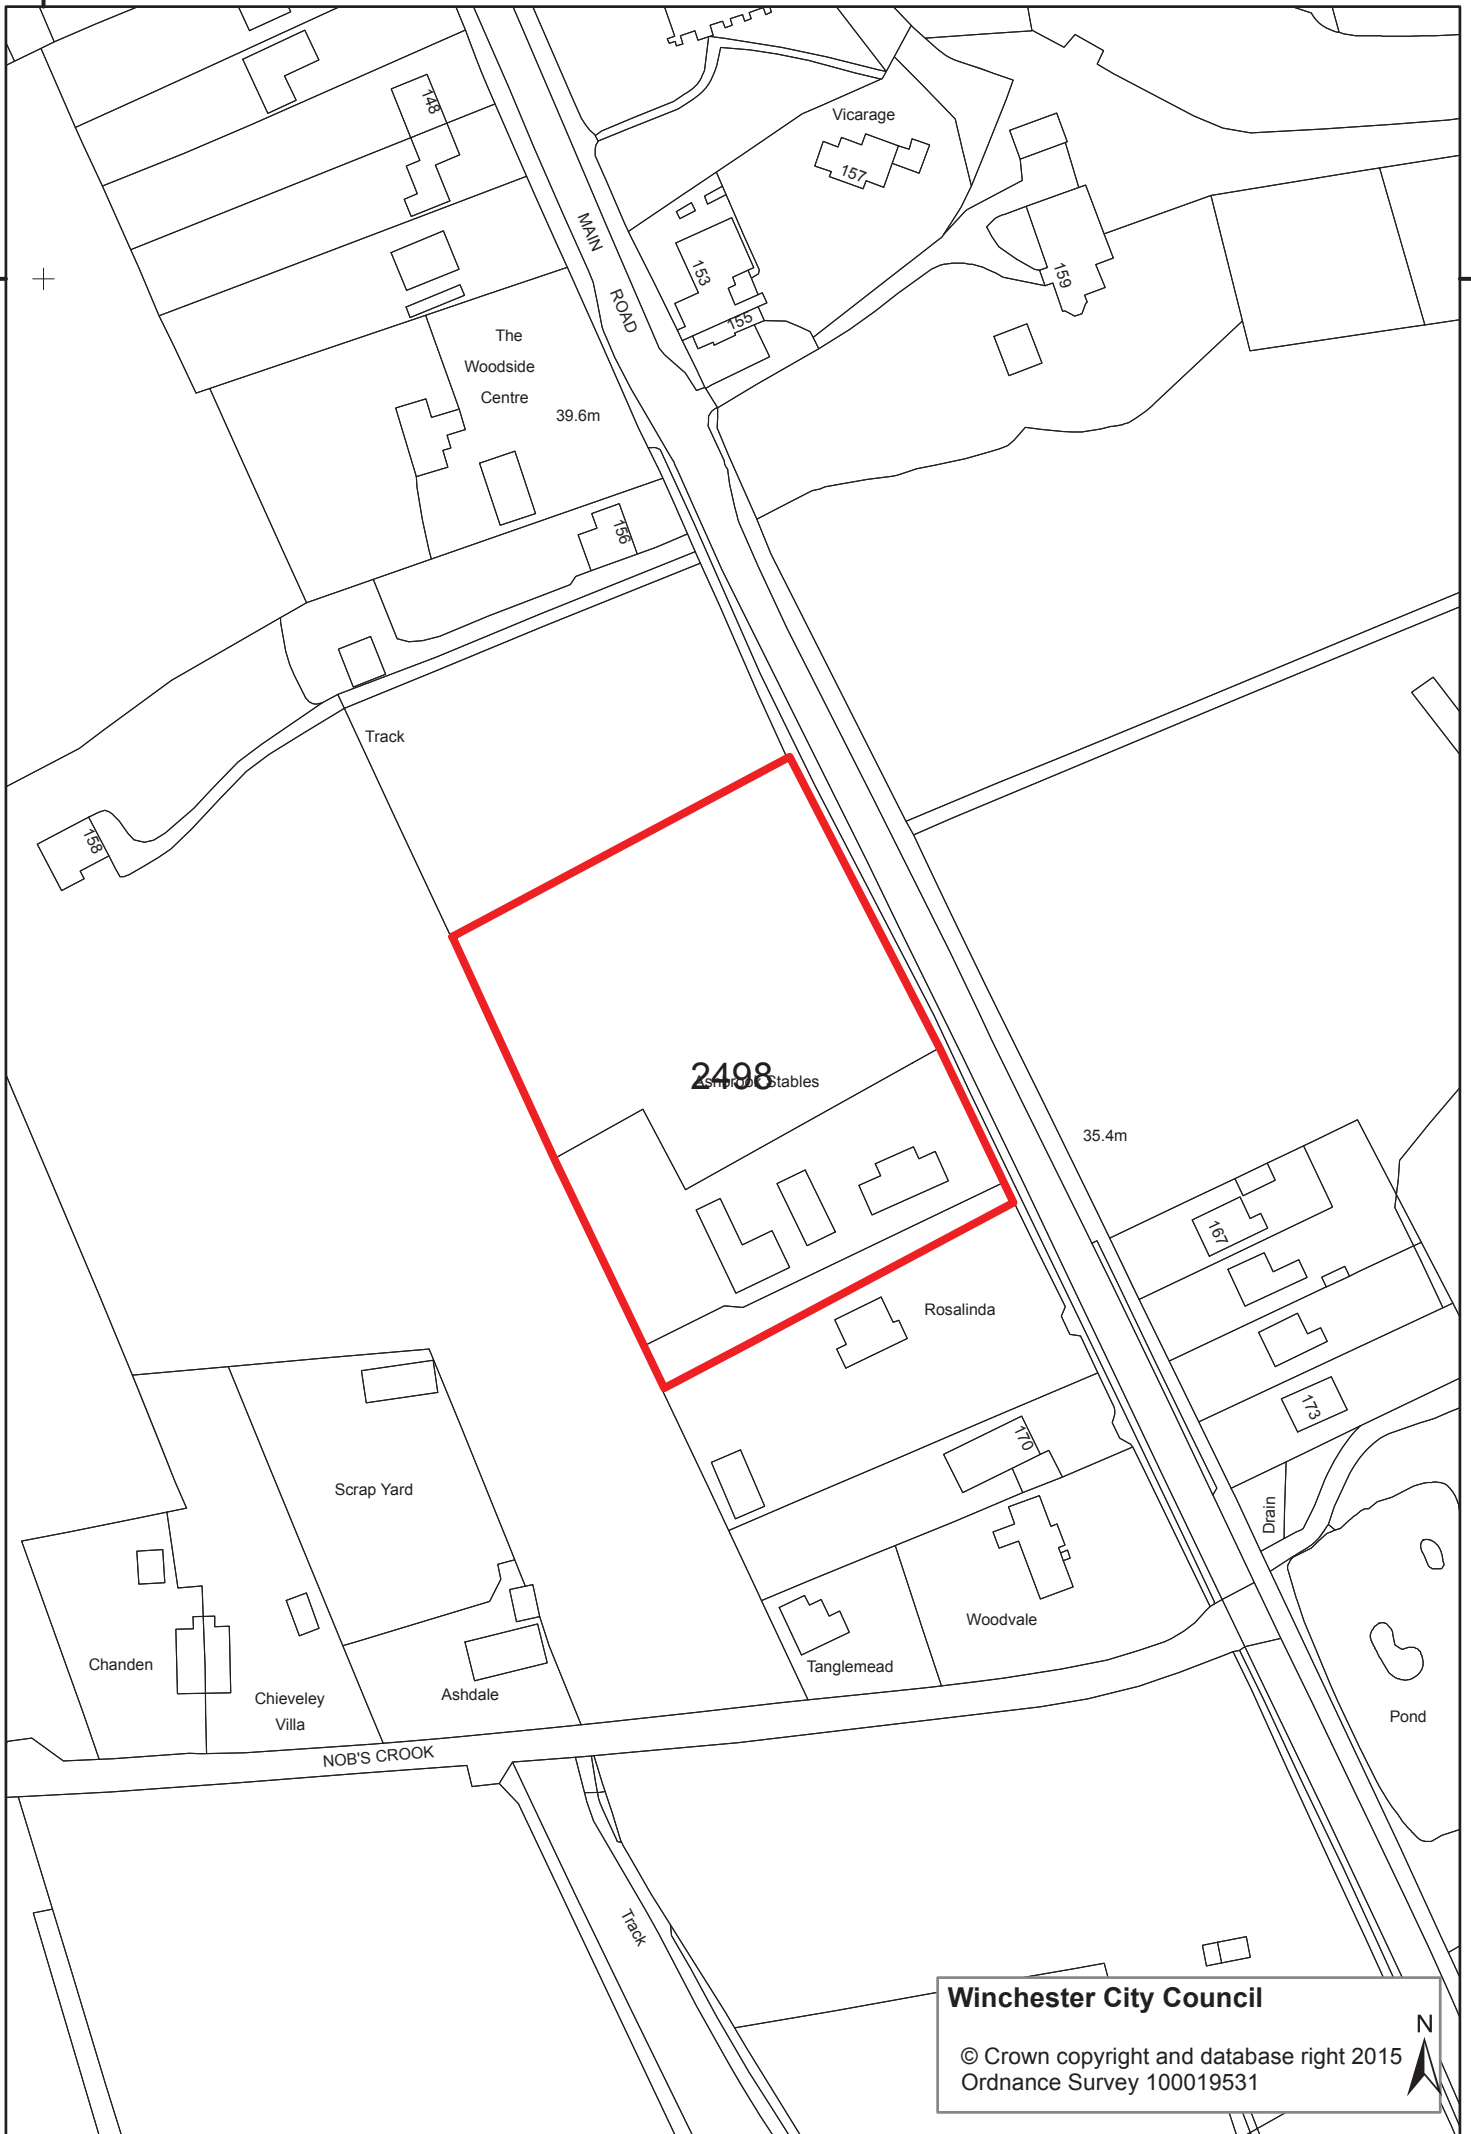 148
Vicarage
157
MAIN
ROAD
153
155
159
The
Woodside
Centre
39.6m
156
Track
158
2498
Ashbrook Stables
35.4m
167
Rosalinda
173
170
Scrap Yard
Drain
Woodvale
Chanden
Tanglemead
Ashdale
Chieveley
Villa
Pond
NOB'S CROOK
Track
Winchester City Council
N
© Crown copyright and database right 2015
Ordnance Survey 100019531